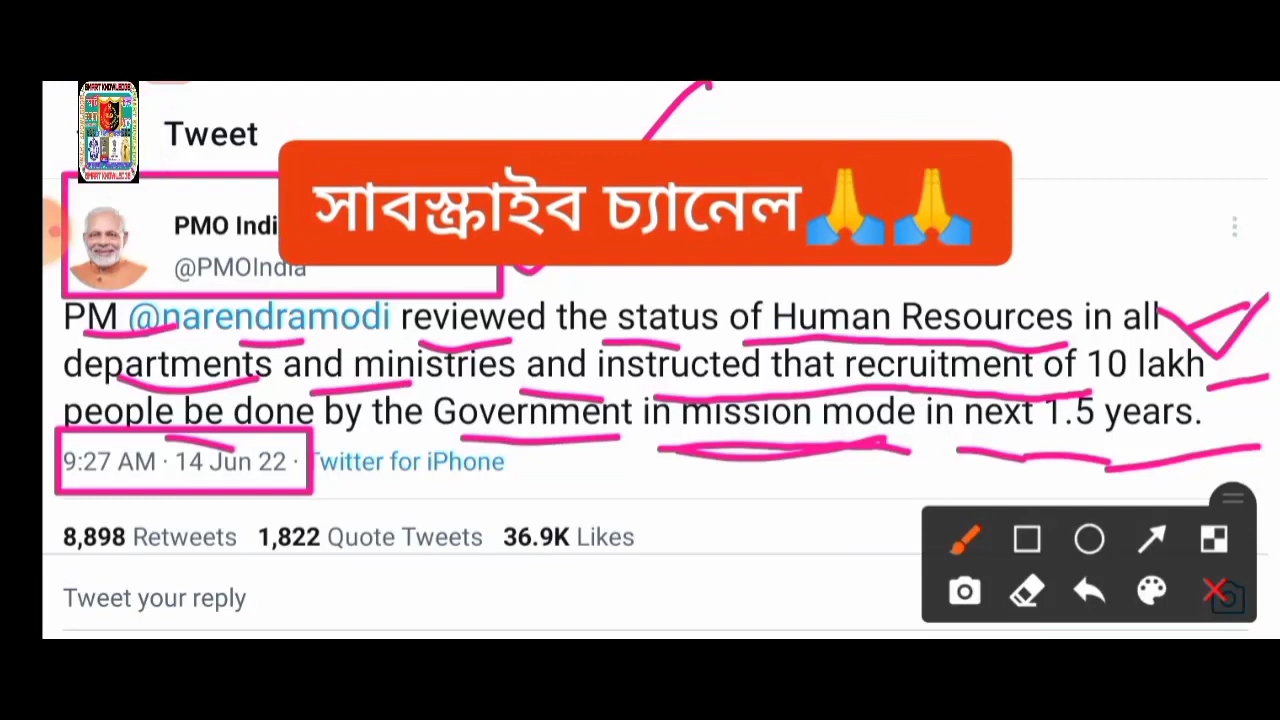 SMART KNOWLEDGE
Tweet
সাবস্ক্রাইব চ্যানেল🙏🙏
PMO Indi
@PMOIndia
PM @narendramodi reviewed the status of Human Resources in all
departments and ministries and instructed that recruitment of 10 lakh
people be done by the Government in mission mode in next 1.5 years.
9:27 AM · 14 Jun 22 · Twitter for iPhone
8,898 Retweets 1,822 Quote Tweets 36.9K Likes
Tweet your reply